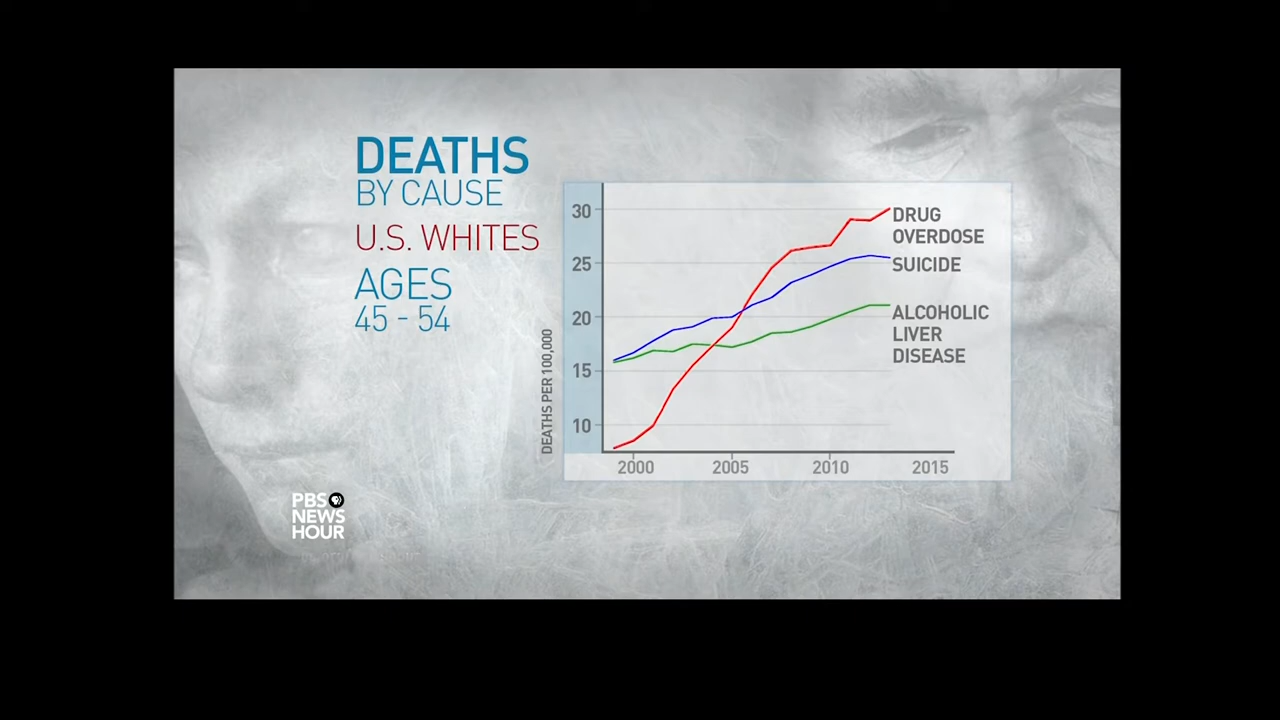 DEATHS
BY CAUSE
U.S. WHITES
AGES
45 - 54
DEATHS PER 100,000
30
25
20
15
10
2000
2005
2010
2015
DRUG
OVERDOSE
SUICIDE
ALCOHOLIC
LIVER
DISEASE
PBS
NEWS
HOUR